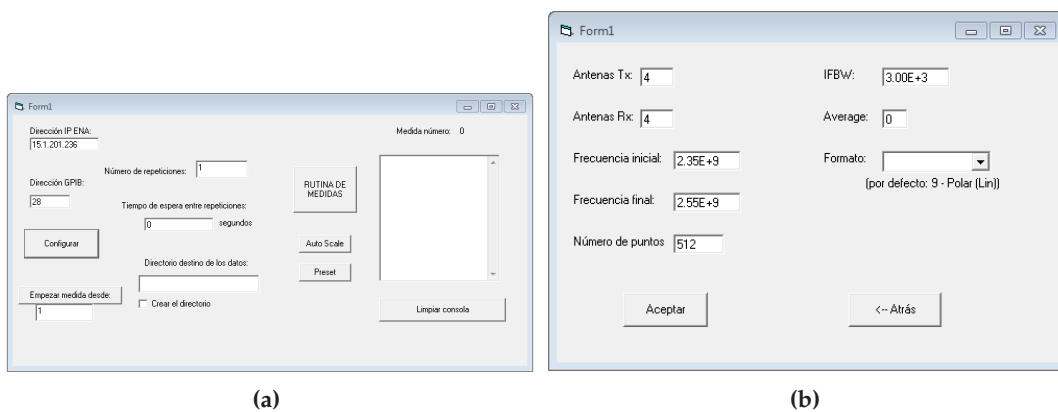 Form1
Dirección IP ENA:
15.1.201.236
Dirección GPIB:
28
Configurar
Empezar medida desde:
1
Número de repeticiones:
1
Tiempo de espera entre repeticiones:
0 segundos
Directorio destino de los datos:
Crear el directorio
RUTINA DE
MEDIDAS
Auto Scale
Preset
Medida número: 0
Limpiar consola
(a)
Form1
Antenas Tx: 4
Antenas Rx: 4
Frecuencia inicial: 2.35E+9
Frecuencia final: 2.55E+9
Número de puntos 512
IFBW: 3.00E+3
Average: 0
Formato:
(por defecto: 9 - Polar (Lin))
Aceptar
<-- Atrás
(b)